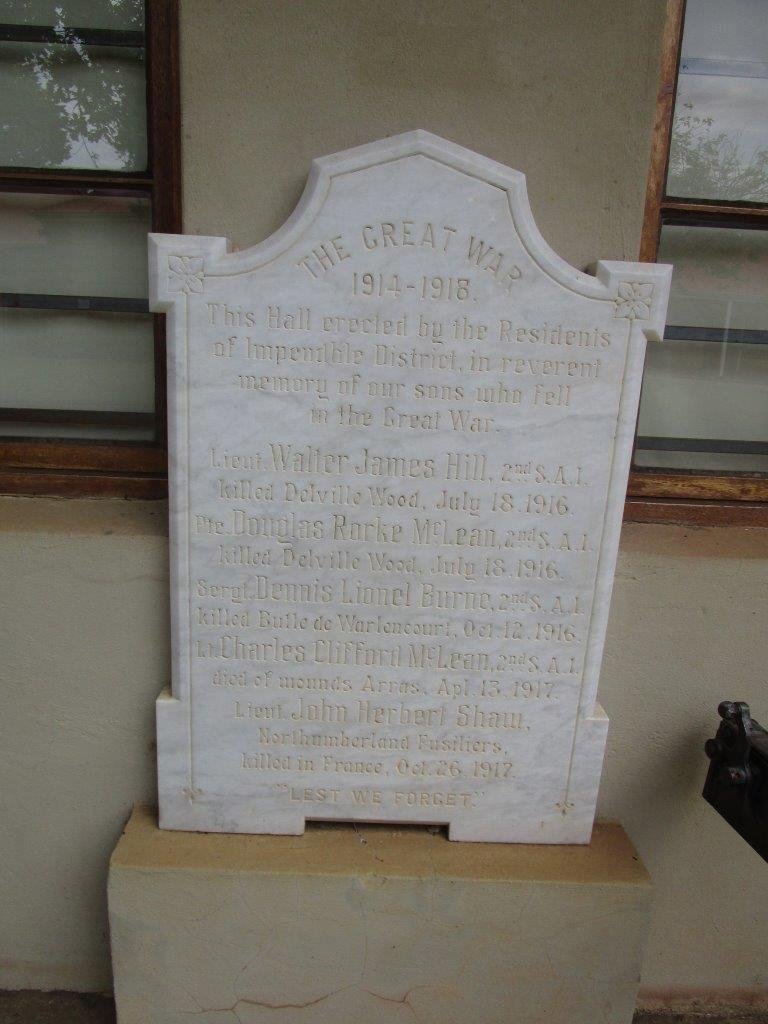 THE GREAT WAR
1914-1918.
This Hall erected by the Residents
of Impendhle District, in reverent
memory of our sons who fell
in the Great War.
Lieut. Walter James Hill, 2nd S.A.I.
killed Delville Wood, July 18.1916.
Pte. Douglas Rorke McLean, 2nd S.A.I.
killed Delville Wood, July 18.1916.
Sergt. Dennis Lionel Burne, 2nd S.A.I.
killed Butte de Warlencourt, Oct. 12.1916.
Lt. Charles Clifford McLean, 2nd S.A.I.
died of wounds Arras, Apl. 13.1917.
Lieut. John Herbert Shaw,
Northumberland Fusiliers,
killed in France, Oct. 26.1917.
"LEST WE FORGET."